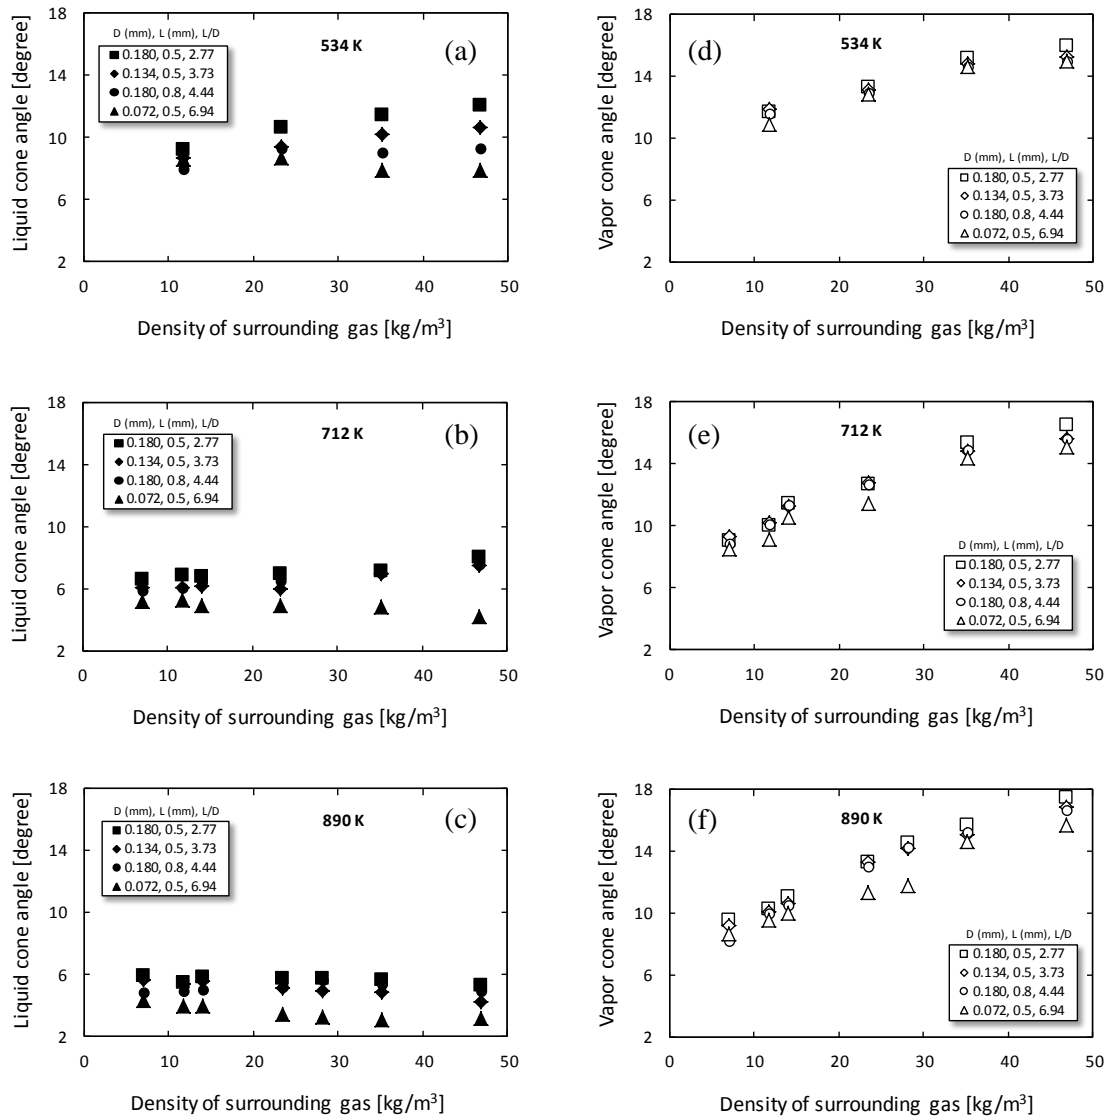 18
14
10
6
2
Liquid cone angle [degree]
D (mm), L (mm), L/D
0.180, 0.5, 2.77
0.134, 0.5, 3.73
0.180, 0.8, 4.44
0.072, 0.5, 6.94
534 K
(a)
0 10 20 30 40 50
Density of surrounding gas [kg/m³]
18
14
10
6
2
Vapor cone angle [degree]
(d)
534 K
D (mm), L (mm), L/D
0.180, 0.5, 2.77
0.134, 0.5, 3.73
0.180, 0.8, 4.44
0.072, 0.5, 6.94
0 10 20 30 40 50
Density of surrounding gas [kg/m³]
18
14
10
6
2
Liquid cone angle [degree]
D (mm), L (mm), L/D
0.180, 0.5, 2.77
0.134, 0.5, 3.73
0.180, 0.8, 4.44
0.072, 0.5, 6.94
712 K
(b)
0 10 20 30 40 50
Density of surrounding gas [kg/m³]
18
14
10
6
2
Vapor cone angle [degree]
(e)
712 K
D (mm), L (mm), L/D
0.180, 0.5, 2.77
0.134, 0.5, 3.73
0.180, 0.8, 4.44
0.072, 0.5, 6.94
0 10 20 30 40 50
Density of surrounding gas [kg/m³]
18
14
10
6
2
Liquid cone angle [degree]
D (mm), L (mm), L/D
0.180, 0.5, 2.77
0.134, 0.5, 3.73
0.180, 0.8, 4.44
0.072, 0.5, 6.94
890 K
(c)
0 10 20 30 40 50
Density of surrounding gas [kg/m³]
18
14
10
6
2
Vapor cone angle [degree]
(f)
890 K
D (mm), L (mm), L/D
0.180, 0.5, 2.77
0.134, 0.5, 3.73
0.180, 0.8, 4.44
0.072, 0.5, 6.94
0 10 20 30 40 50
Density of surrounding gas [kg/m³]